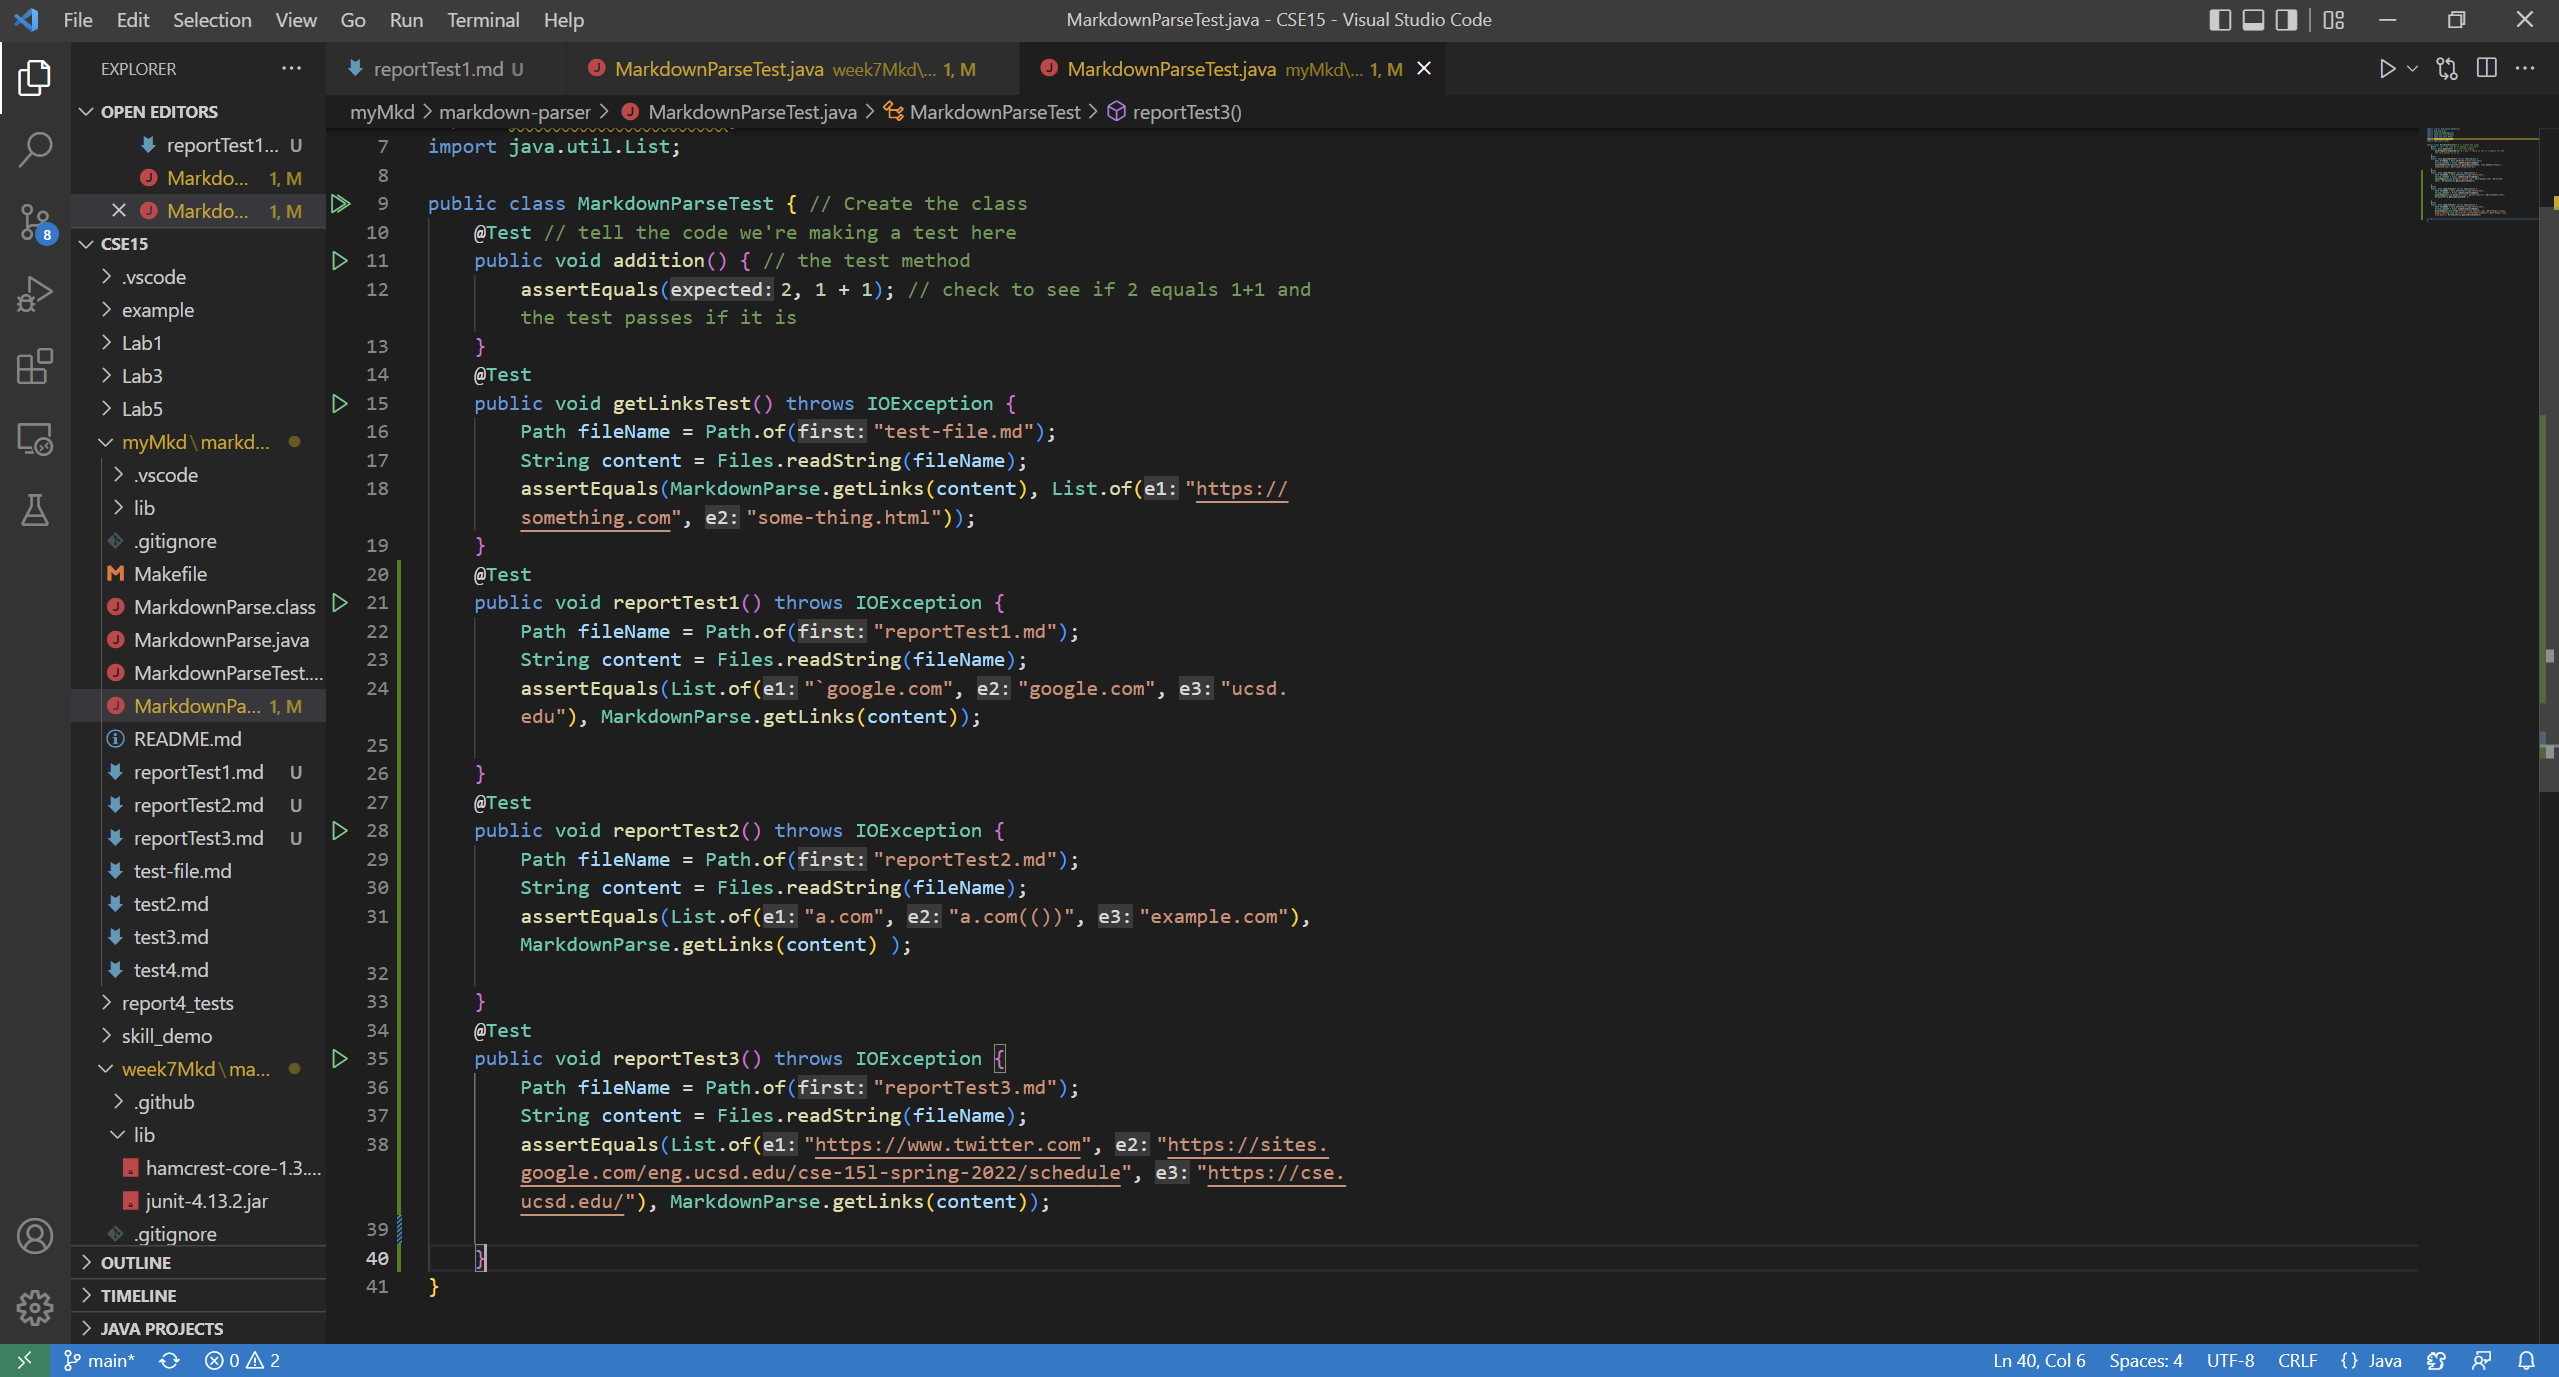 File Edit Selection View Go Run Terminal Help
MarkdownParseTest.java - CSE15 - Visual Studio Code
EXPLORER
reportTest1.md U
MarkdownParseTest.java week7Mkd\... 1, M
MarkdownParseTest.java myMkd\... 1, M
myMkd > markdown-parser > MarkdownParseTest.java > MarkdownParseTest > reportTest3()
OPEN EDITORS
reportTest1... U
Markdo... 1, M
Markdo... 1, M
CSE15
.vscode
example
Lab1
Lab3
Lab5
myMkd\markd...
.vscode
lib
.gitignore
Makefile
MarkdownParse.class
MarkdownParse.java
MarkdownParseTest....
MarkdownPa... 1, M
README.md
reportTest1.md U
reportTest2.md U
reportTest3.md U
test-file.md
test2.md
test3.md
test4.md
report4_tests
skill_demo
week7Mkd\ma...
.github
lib
hamcrest-core-1.3....
junit-4.13.2.jar
.gitignore
OUTLINE
TIMELINE
JAVA PROJECTS
8
7 import java.util.List;
8
9 public class MarkdownParseTest { // Create the class
10 @Test // tell the code we're making a test here
11 public void addition() { // the test method
12 assertEquals(expected: 2, 1 + 1); // check to see if 2 equals 1+1 and
the test passes if it is
13 }
14 @Test
15 public void getLinksTest() throws IOException {
16 Path fileName = Path.of(first: "test-file.md");
17 String content = Files.readString(fileName);
18 assertEquals(MarkdownParse.getLinks(content), List.of(e1: "https://
something.com", e2: "some-thing.html"));
19 }
20 @Test
21 public void reportTest1() throws IOException {
22 Path fileName = Path.of(first: "reportTest1.md");
23 String content = Files.readString(fileName);
24 assertEquals(List.of(e1: "`google.com", e2: "google.com", e3: "ucsd.
edu"), MarkdownParse.getLinks(content));
25
26 }
27 @Test
28 public void reportTest2() throws IOException {
29 Path fileName = Path.of(first: "reportTest2.md");
30 String content = Files.readString(fileName);
31 assertEquals(List.of(e1: "a.com", e2: "a.com(())", e3: "example.com"),
MarkdownParse.getLinks(content) );
32
33 }
34 @Test
35 public void reportTest3() throws IOException {
36 Path fileName = Path.of(first: "reportTest3.md");
37 String content = Files.readString(fileName);
38 assertEquals(List.of(e1: "https://www.twitter.com", e2: "https://sites.
google.com/eng.ucsd.edu/cse-15l-spring-2022/schedule", e3: "https://cse.
ucsd.edu/"), MarkdownParse.getLinks(content));
39
40 }
41 }
main* 0 2
Ln 40, Col 6 Spaces: 4 UTF-8 CRLF {} Java